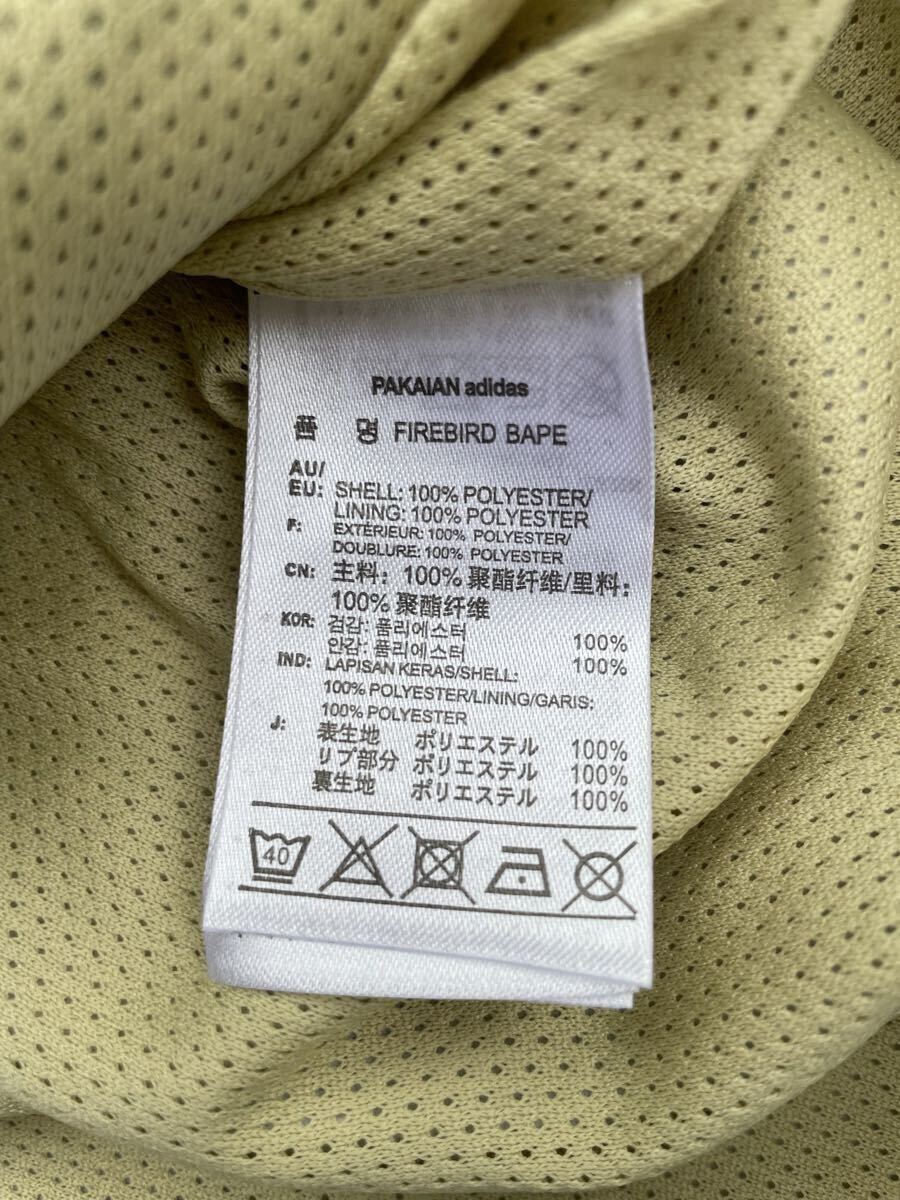 PAKAIAN adidas
품 명 FIREBIRD BAPE
AU/
EU: SHELL: 100% POLYESTER/
LINING: 100% POLYESTER
F: EXTÉRIEUR: 100% POLYESTER/
DOUBLURE: 100% POLYESTER
CN: 主料: 100% 聚酯纤维/里料:
100% 聚酯纤维
KOR: 겉감: 폴리에스터 100%
안감: 폴리에스터 100%
IND: LAPISAN KERAS/SHELL:
100% POLYESTER/LINING/GARIS:
100% POLYESTER
J: 表生地 ポリエステル 100%
リブ部分 ポリエステル 100%
裏生地 ポリエステル 100%
40